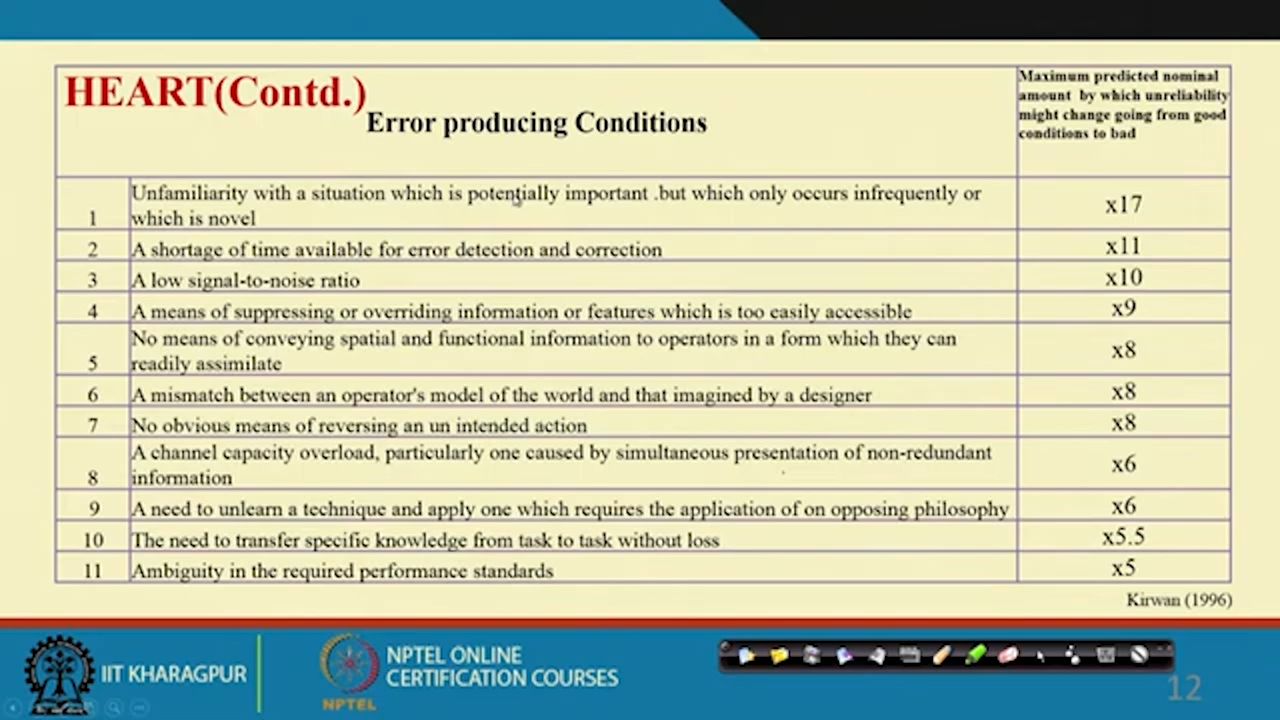 HEART(Contd.)
Error producing Conditions
Maximum predicted nominal
amount by which unreliability
might change going from good
conditions to bad
1
Unfamiliarity with a situation which is potentially important .but which only occurs infrequently or
which is novel
x17
2
A shortage of time available for error detection and correction
x11
3
A low signal-to-noise ratio
x10
4
A means of suppressing or overriding information or features which is too easily accessible
x9
5
No means of conveying spatial and functional information to operators in a form which they can
readily assimilate
x8
6
A mismatch between an operator's model of the world and that imagined by a designer
x8
7
No obvious means of reversing an un intended action
x8
8
A channel capacity overload, particularly one caused by simultaneous presentation of non-redundant
information
x6
9
A need to unlearn a technique and apply one which requires the application of on opposing philosophy
x6
10
The need to transfer specific knowledge from task to task without loss
x5.5
11
Ambiguity in the required performance standards
x5
Kirwan (1996)
IIT KHARAGPUR
NPTEL
NPTEL ONLINE
CERTIFICATION COURSES
12